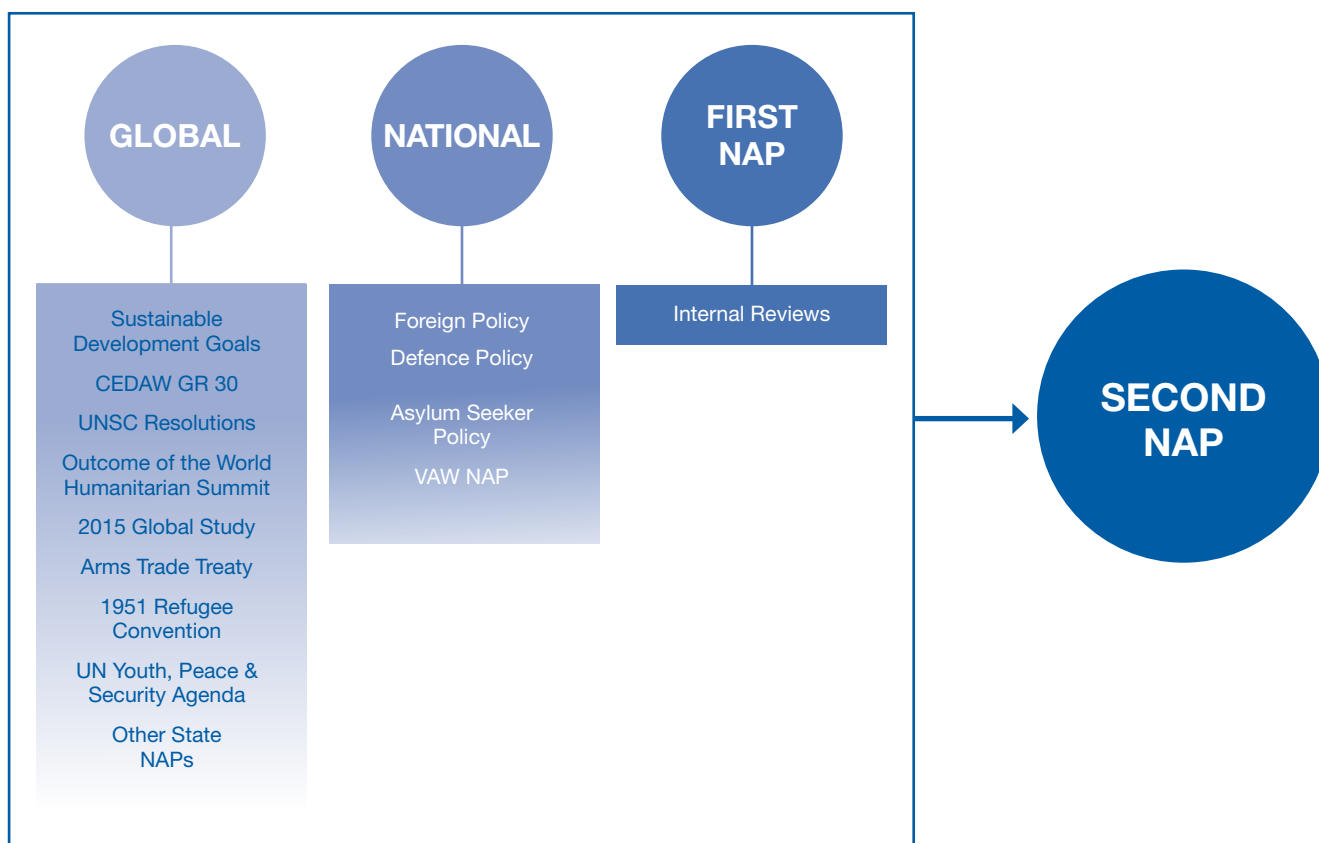 GLOBAL
Sustainable
Development Goals
CEDAW GR 30
UNSC Resolutions
Outcome of the World
Humanitarian Summit
2015 Global Study
Arms Trade Treaty
1951 Refugee
Convention
UN Youth, Peace &
Security Agenda
Other State
NAPs
NATIONAL
Foreign Policy
Defence Policy
Asylum Seeker
Policy
VAW NAP
FIRST
NAP
Internal Reviews
SECOND
NAP